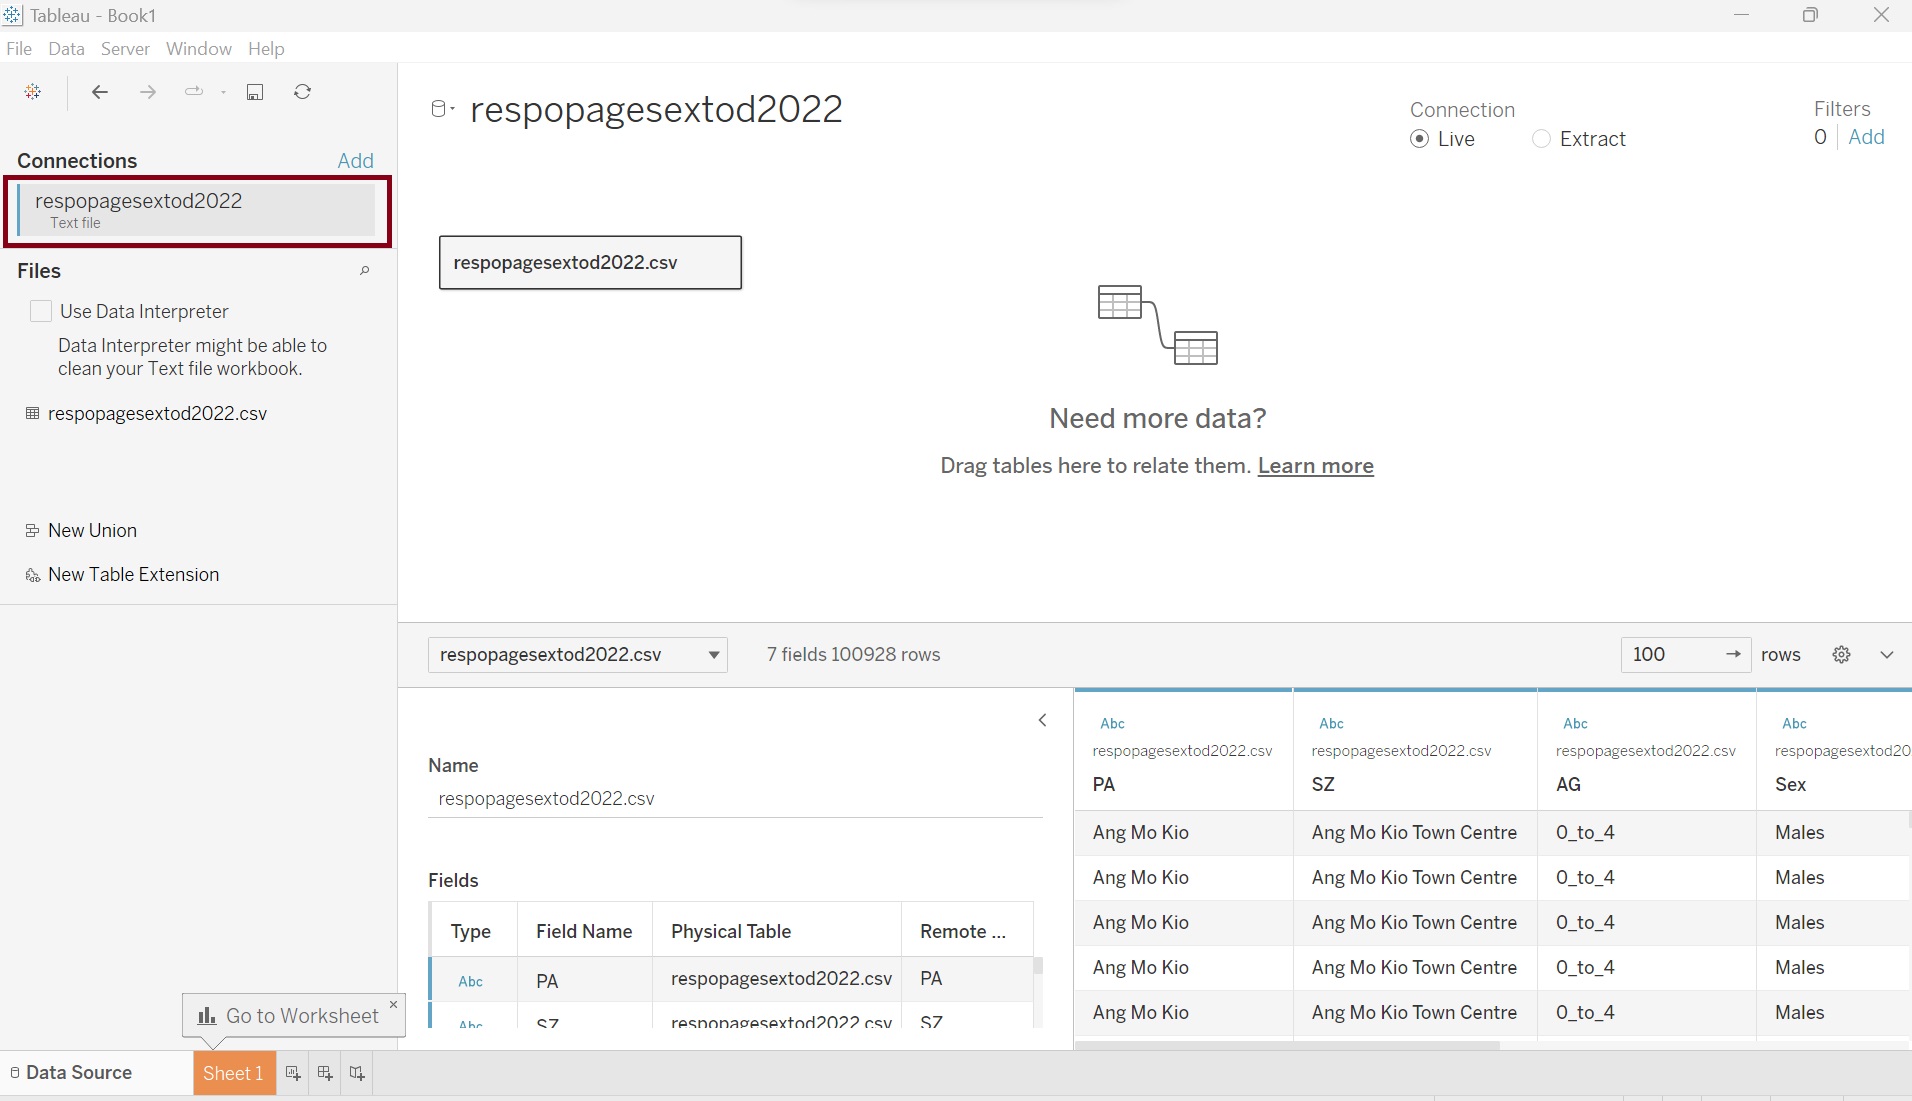 Tableau - Book1
File Data Server Window Help
Connections Add
respopagesextod2022
Text file
Files
Use Data Interpreter
Data Interpreter might be able to
clean your Text file workbook.
respopagesextod2022.csv
New Union
New Table Extension
respopagesextod2022
Connection
Live Extract
Filters
0 Add
respopagesextod2022.csv
Need more data?
Drag tables here to relate them. Learn more
respopagesextod2022.csv 7 fields 100928 rows 100 → rows
Name
respopagesextod2022.csv
Fields
Type Field Name Physical Table Remote ...
Abc PA respopagesextod2022.csv PA
Abc SZ respopagesextod2022.csv SZ
Abc Abc Abc Abc
respopagesextod2022.csv respopagesextod2022.csv respopagesextod2022.csv respopagesextod20
PA SZ AG Sex
Ang Mo Kio Ang Mo Kio Town Centre 0_to_4 Males
Ang Mo Kio Ang Mo Kio Town Centre 0_to_4 Males
Ang Mo Kio Ang Mo Kio Town Centre 0_to_4 Males
Ang Mo Kio Ang Mo Kio Town Centre 0_to_4 Males
Ang Mo Kio Ang Mo Kio Town Centre 0_to_4 Males
Go to Worksheet
Data Source Sheet 1